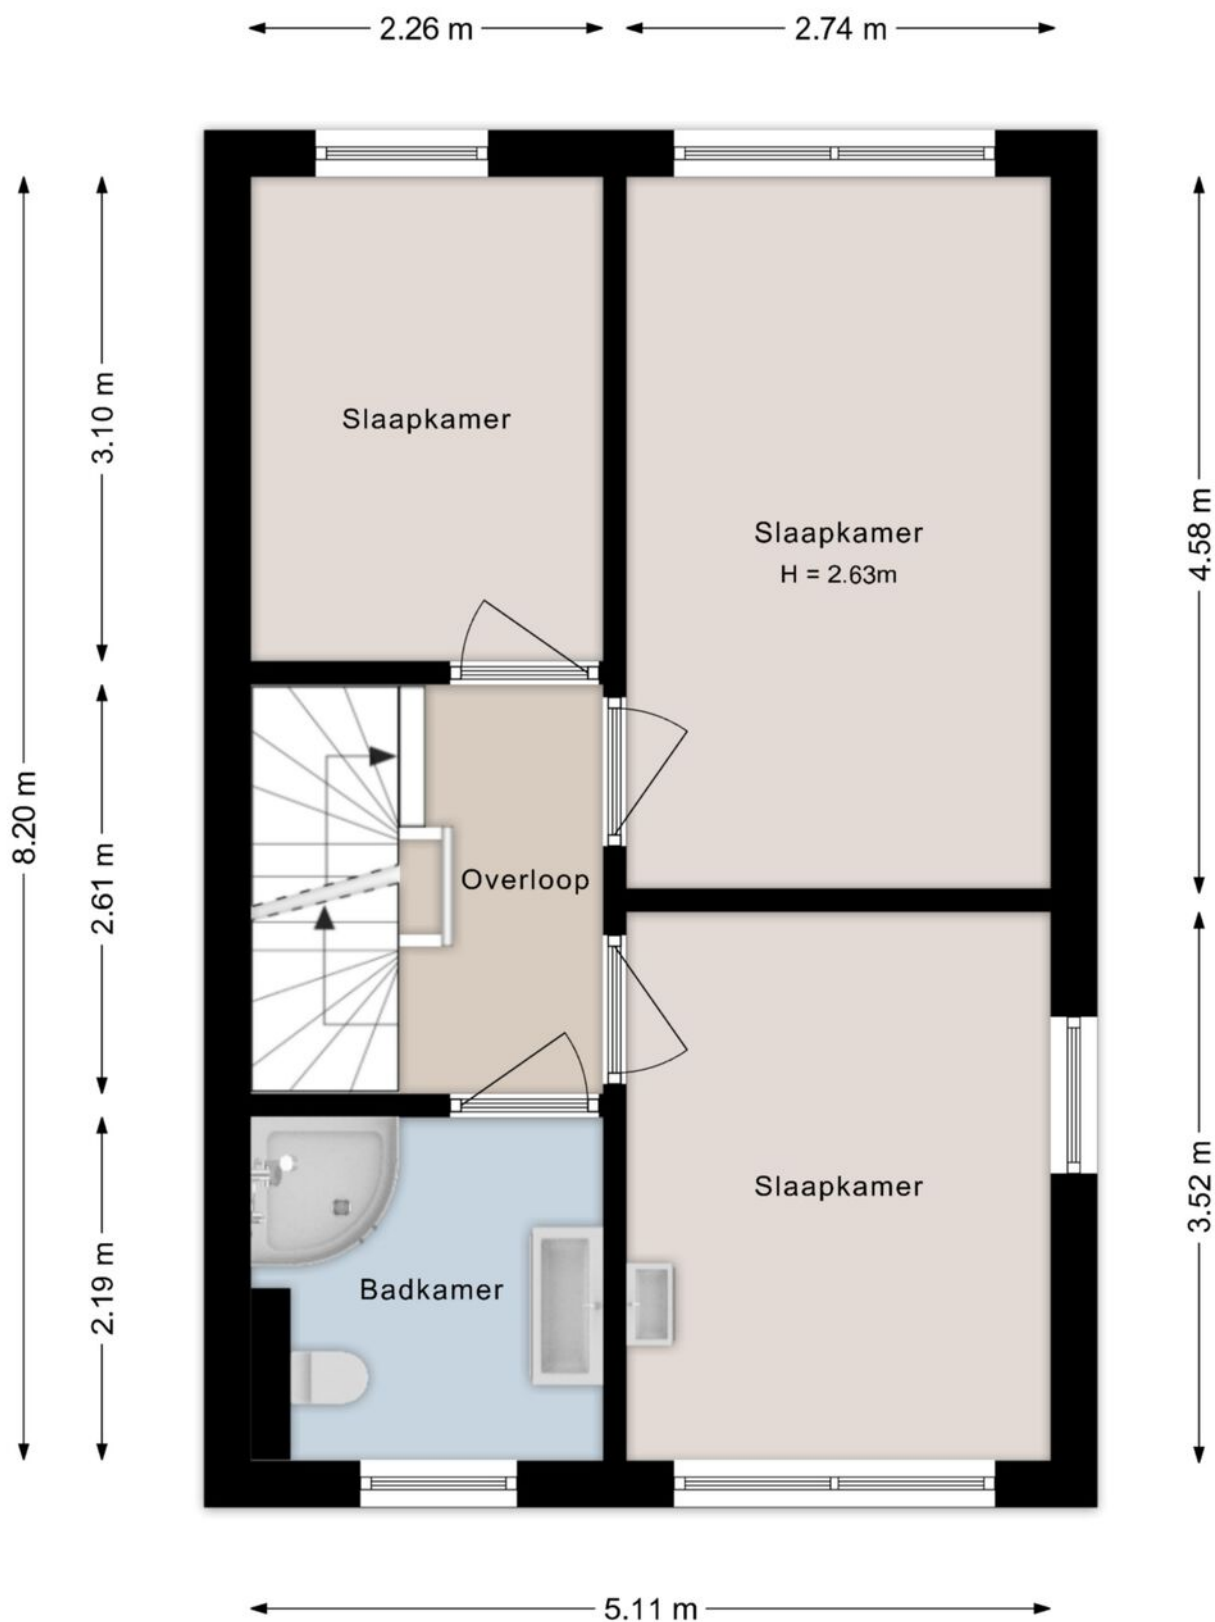 2.26 m
2.74 m
3.10 m
Slaapkamer
Slaapkamer
H = 2.63m
4.58 m
8.20 m
2.61 m
Overloop
Slaapkamer
3.52 m
2.19 m
Badkamer
5.11 m